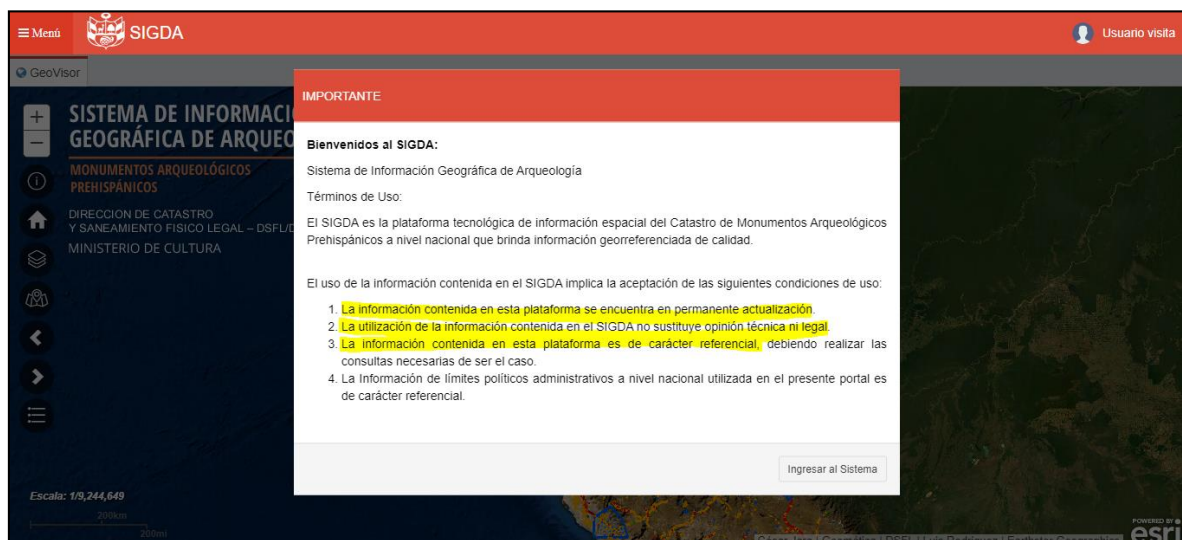 Menú
SIGDA
Usuario visita
GeoVisor
SISTEMA DE
GEOGRÁFICA DE
MONUMENTOS ARQUEOLÓGICOS
PREHISPÁNICOS
DIRECCION DE CATASTRO
Y SANEAMIENTO FISICO LEGAL – DSFL/D
MINISTERIO DE CULTURA
Escala: 1/9,244,649
200km
200mi
IMPORTANTE
Bienvenidos al SIGDA:
Sistema de Información Geográfica de Arqueología
Términos de Uso:
El SIGDA es la plataforma tecnológica de información espacial del Catastro de Monumentos Arqueológicos
Prehispánicos a nivel nacional que brinda información georreferenciada de calidad.
El uso de la información contenida en el SIGDA implica la aceptación de las siguientes condiciones de uso:
1. La información contenida en esta plataforma se encuentra en permanente actualización.
2. La utilización de la información contenida en el SIGDA no sustituye opinión técnica ni legal.
3. La información contenida en esta plataforma es de carácter referencial, debiendo realizar las
consultas necesarias de ser el caso.
4. La Información de límites políticos administrativos a nivel nacional utilizada en el presente portal es
de carácter referencial.
Ingresar al Sistema
POWERED BY
esri